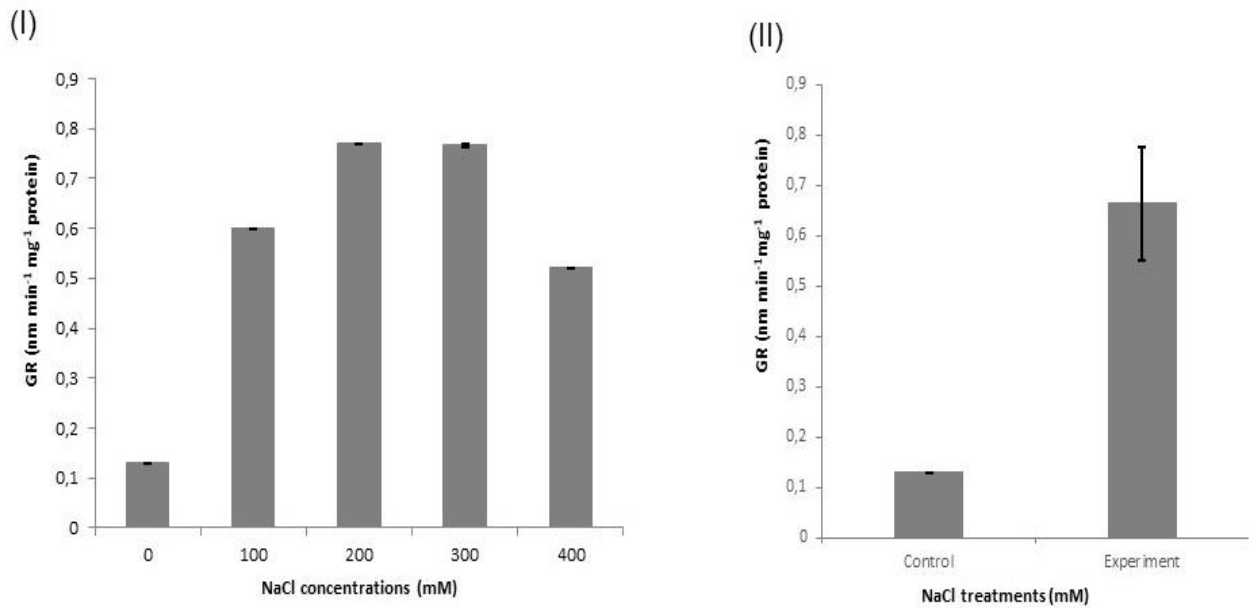 (I)
0,9
0,8
0,7
0,6
0,5
0,4
0,3
0,2
0,1
0
GR (nm min⁻¹ mg⁻¹ protein)
0 100 200 300 400
NaCl concentrations (mM)
(II)
0,9
0,8
0,7
0,6
0,5
0,4
0,3
0,2
0,1
0
GR (nm min⁻¹mg⁻¹ protein)
Control Experiment
NaCl treatments (mM)